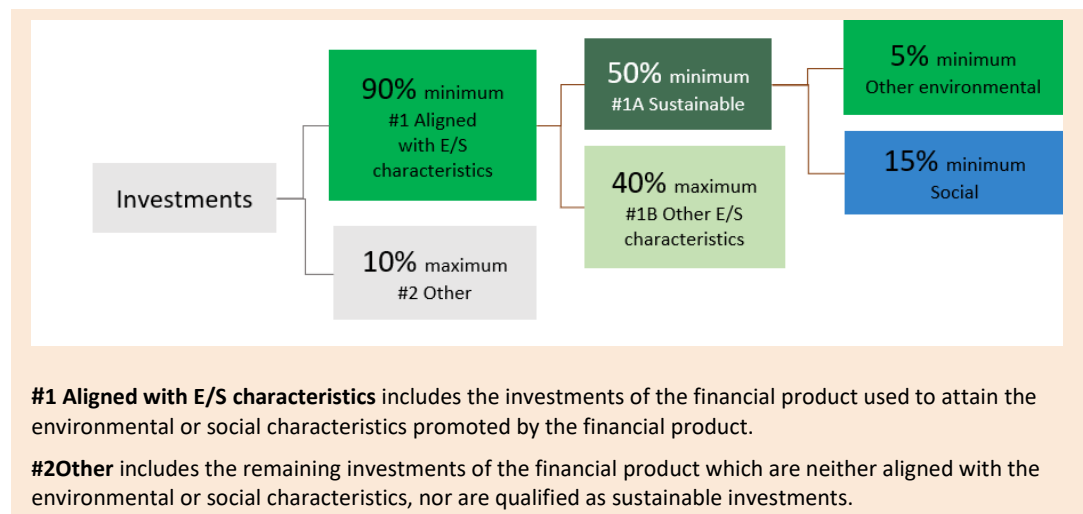 Investments
90% minimum
#1 Aligned
with E/S
characteristics
10% maximum
#2 Other
50% minimum
#1A Sustainable
40% maximum
#1B Other E/S
characteristics
5% minimum
Other environmental
15% minimum
Social
#1 Aligned with E/S characteristics includes the investments of the financial product used to attain the
environmental or social characteristics promoted by the financial product.
#2Other includes the remaining investments of the financial product which are neither aligned with the
environmental or social characteristics, nor are qualified as sustainable investments.